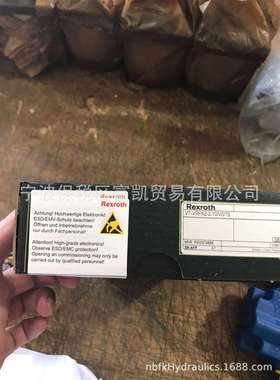 Rexroth
Rexroth
Achtung! Hochwertige Elektronik!
ESD/EMV-Schutz beachten!
Öffnen und Inbetriebnahme
nur durch Fachpersonal!
Attention! High-grade electronics!
Observe ESD/EMC protection!
Opening an commissioning may only
be carried out by qualified personnel!
Rexroth
宁波保税区富凯贸易有限公司
nbfkHydraulics.1688.com